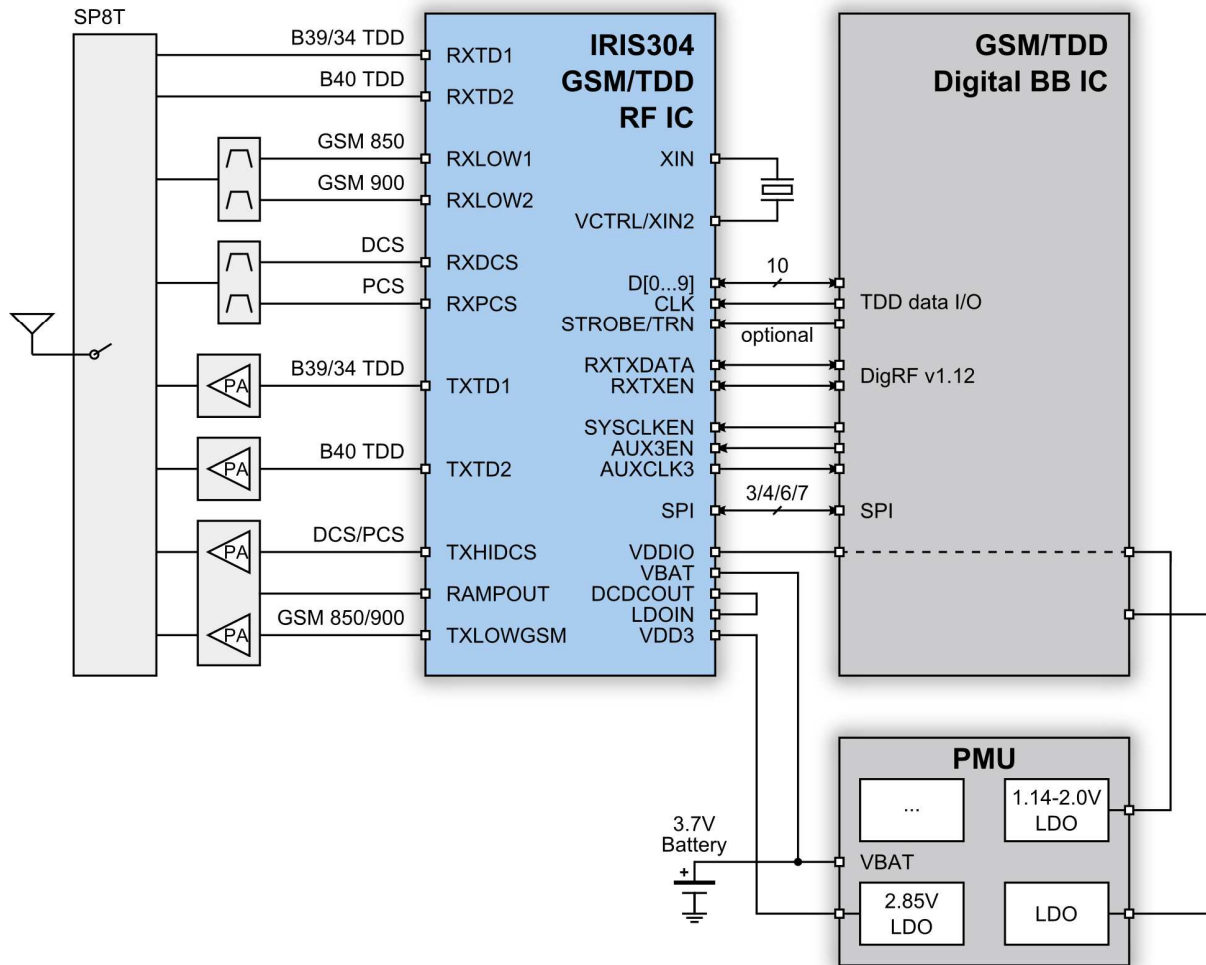 SP8T
B39/34 TDD
B40 TDD
GSM 850
GSM 900
DCS
PCS
B39/34 TDD
PA
B40 TDD
PA
DCS/PCS
PA
GSM 850/900
PA
IRIS304
GSM/TDD
RF IC
RXTD1
RXTD2
RXLOW1
RXLOW2
RXDCS
RXPCS
TXTD1
TXTD2
TXHIDCS
RAMPOUT
TXLOWGSM
XIN
VCTRL/XIN2
D[0...9]
CLK
STROBE/TRN
RXTXDATA
RXTXEN
SYSCLKEN
AUX3EN
AUXCLK3
SPI
VDDIO
VBAT
DCDCOUT
LDOIN
VDD3
10
optional
3/4/6/7
GSM/TDD
Digital BB IC
TDD data I/O
DigRF v1.12
SPI
PMU
...
1.14-2.0V
LDO
VBAT
2.85V
LDO
LDO
3.7V
Battery
+